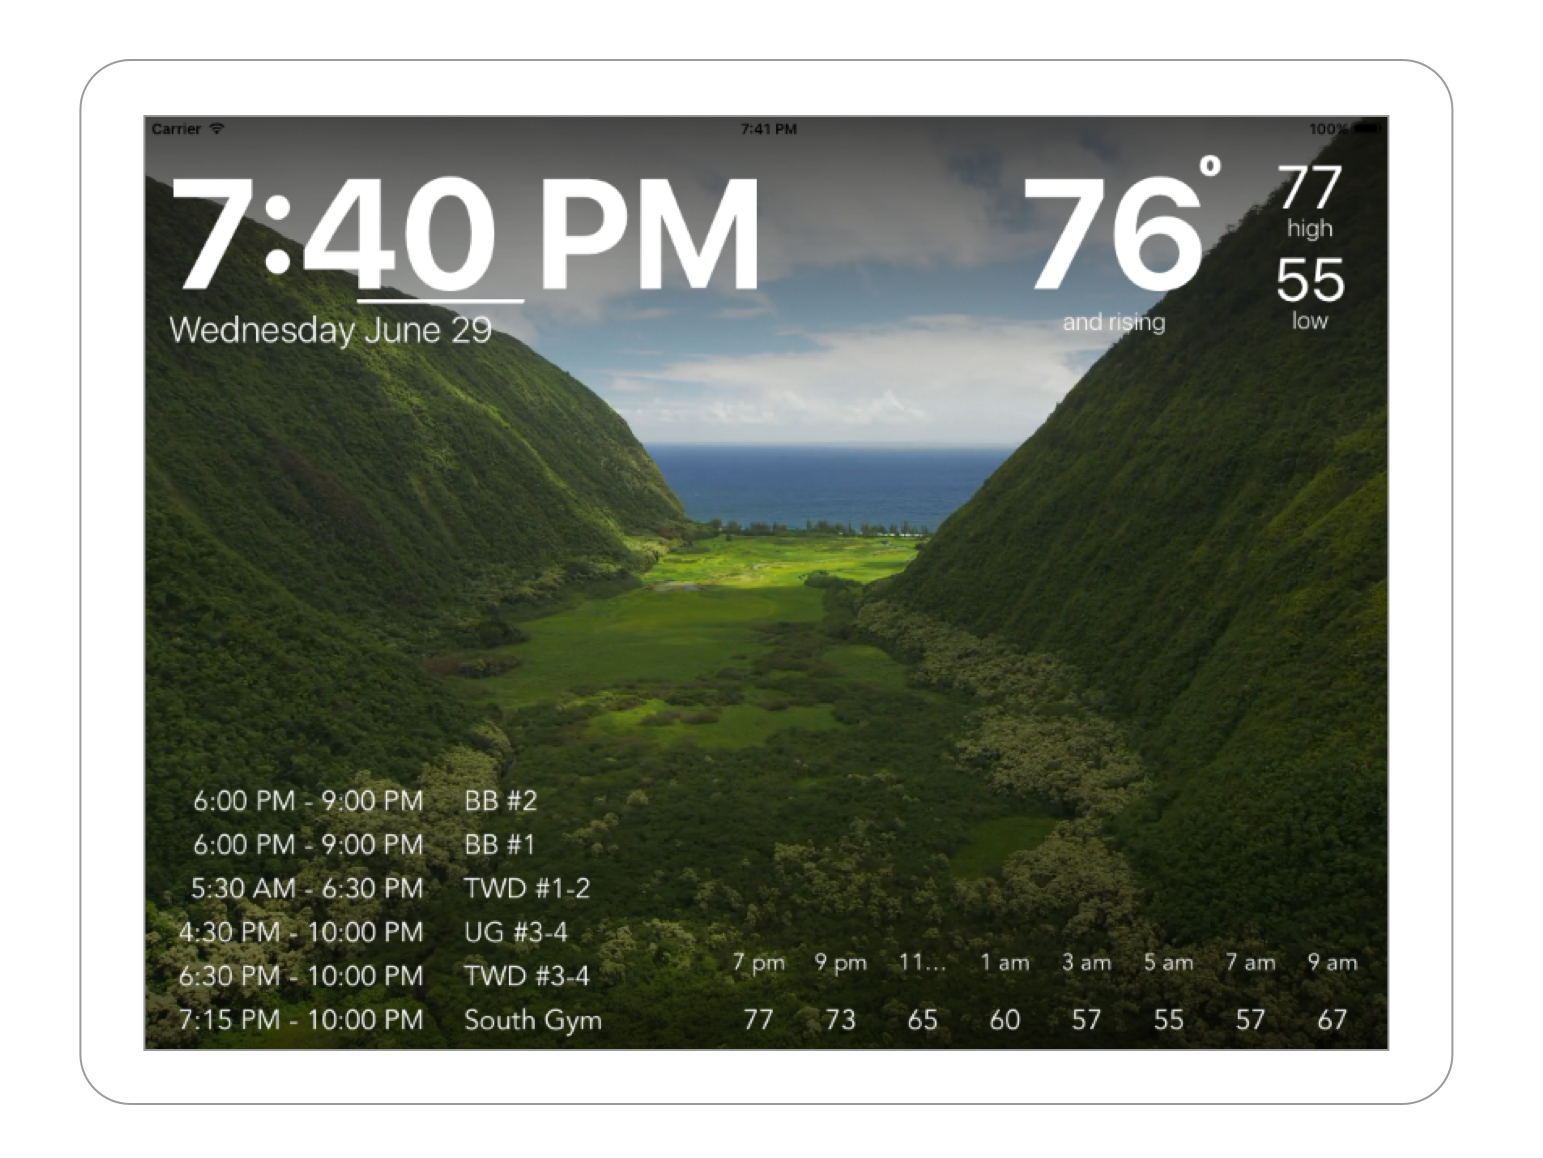 Carrier
7:41 PM
100%
7:40 PM
Wednesday June 29
76°
and rising
77
high
55
low
6:00 PM - 9:00 PM BB #2
6:00 PM - 9:00 PM BB #1
5:30 AM - 6:30 PM TWD #1-2
4:30 PM - 10:00 PM UG #3-4
6:30 PM - 10:00 PM TWD #3-4
7:15 PM - 10:00 PM South Gym
7 pm 9 pm 11... 1 am 3 am 5 am 7 am 9 am
77 73 65 60 57 55 57 67